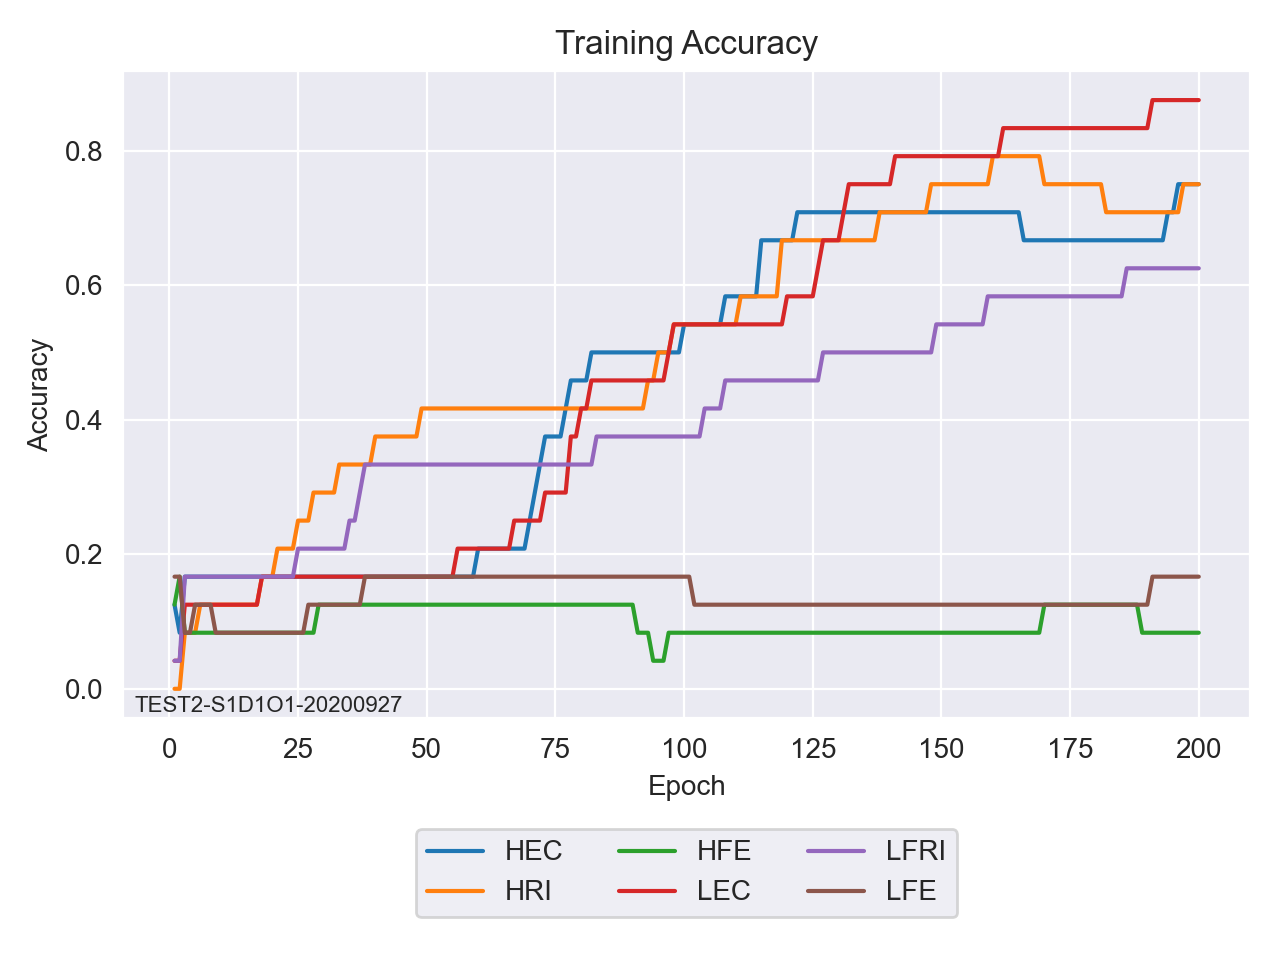 Training Accuracy
Accuracy
0.8
0.6
0.4
0.2
0.0
TEST2-S1D1O1-20200927
0 25 50 75 100 125 150 175 200
Epoch
HEC HFE LFRI
HRI LEC LFE